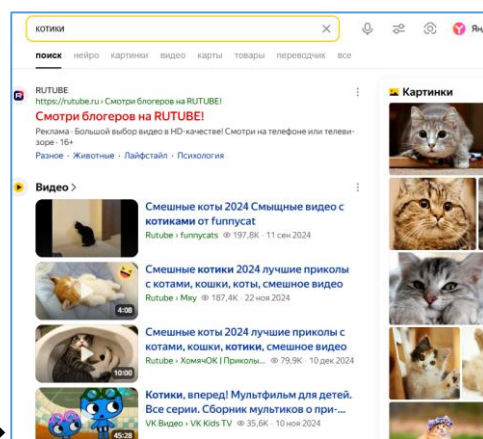 котики
Янд
поиск нейро картинки видео карты товары переводчик все
RUTUBE
https://rutube.ru › Смотри блогеров на RUTUBE!
Смотри блогеров на RUTUBE!
Реклама · Большой выбор видео в HD-качестве! Смотри на телефоне или телеви-
зоре · 16+
Разное · Животные · Лайфстайл · Психология
Видео
Смешные коты 2024 Смыщные видео с
котиками от funnycat
Rutube › funnycats 197,8K · 11 сен 2024
Смешные котики 2024 лучшие приколы
с котами, кошки, коты, смешное видео
Rutube › Мяу 187,4K · 22 ноя 2024
4:08
Смешные коты 2024 лучшие приколы с
котами, кошки, котики, смешное видео
Rutube › ХомячОК | Приколы... 79,9K · 10 дек 2024
10:00
Котики, вперед! Мультфильм для детей.
Все серии. Сборник мультиков о при-...
VK Видео › VK Kids TV 35,6K · 10 ноя 2024
45:28
Картинки